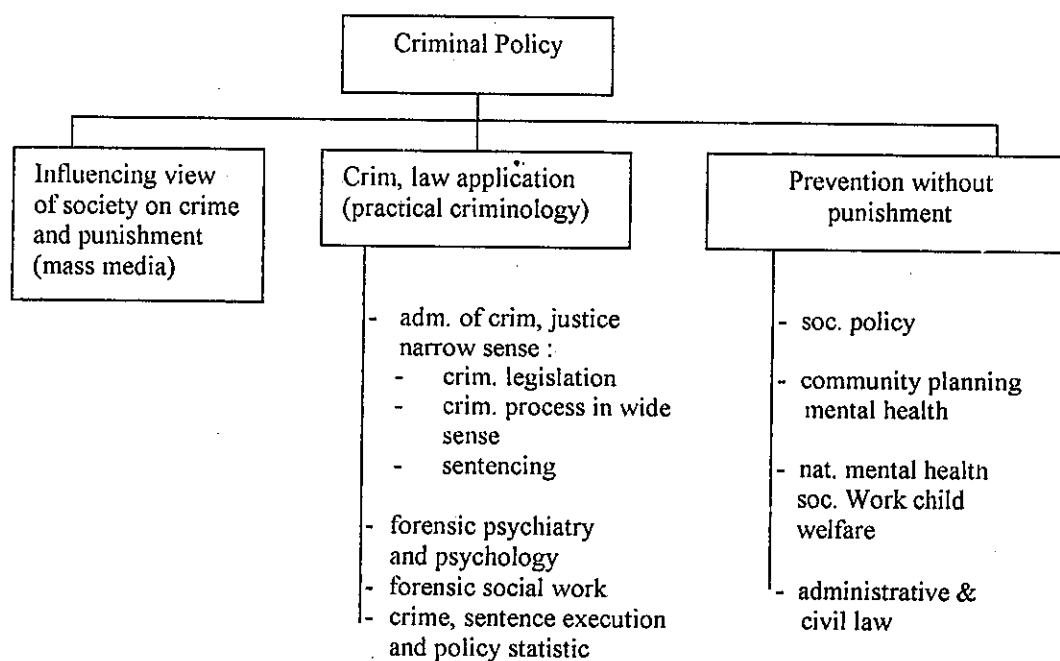 Criminal Policy
Influencing view
of society on crime
and punishment
(mass media)
Crim, law application
(practical criminology)
- adm. of crim, justice
narrow sense :
- crim. legislation
- crim. process in wide
sense
- sentencing
- forensic psychiatry
and psychology
- forensic social work
- crime, sentence execution
and policy statistic
Prevention without
punishment
- soc. policy
- community planning
mental health
- nat. mental health
soc. Work child
welfare
- administrative &
civil law